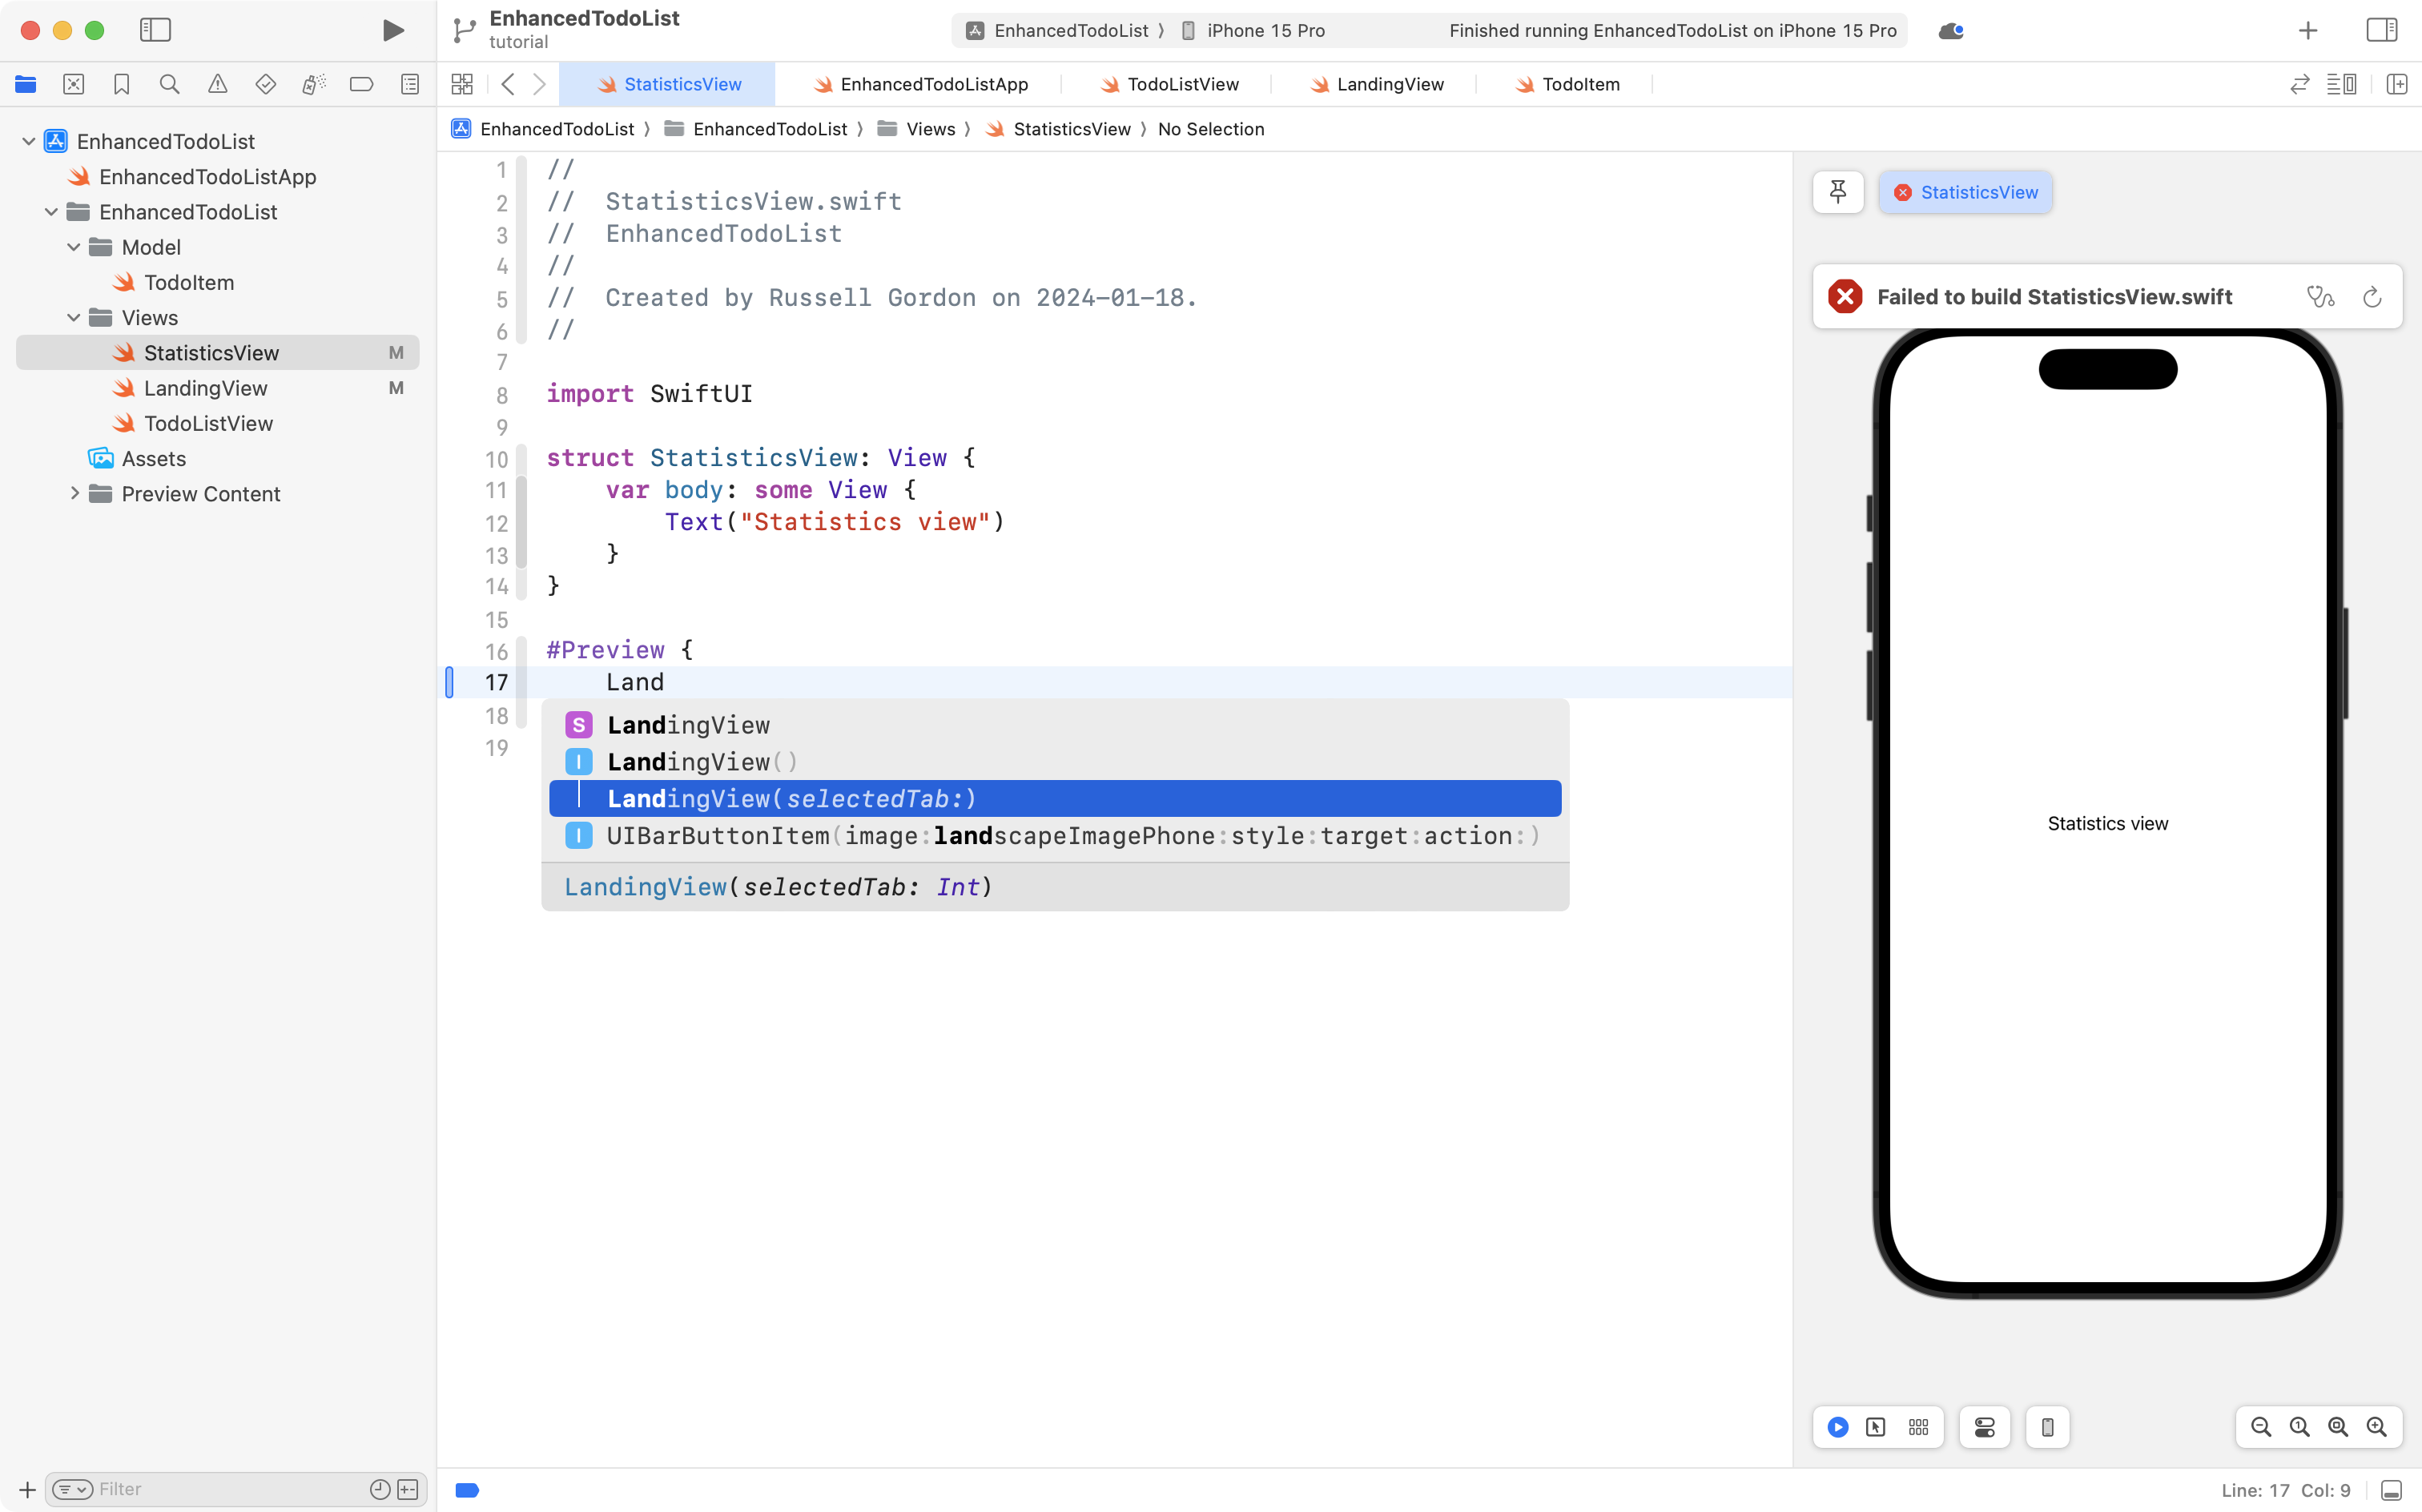 EnhancedTodoList
tutorial
EnhancedTodoList 〉 iPhone 15 Pro
Finished running EnhancedTodoList on iPhone 15 Pro
StatisticsView
EnhancedTodoListApp
TodoListView
LandingView
TodoItem
EnhancedTodoList 〉 EnhancedTodoList 〉 Views 〉 StatisticsView 〉 No Selection
EnhancedTodoList
EnhancedTodoListApp
EnhancedTodoList
Model
TodoItem
Views
StatisticsView M
LandingView M
TodoListView
Assets
Preview Content
Filter
1 //
2 //  StatisticsView.swift
3 //  EnhancedTodoList
4 //
5 //  Created by Russell Gordon on 2024-01-18.
6 //
7
8 import SwiftUI
9
10 struct StatisticsView: View {
11     var body: some View {
12         Text("Statistics view")
13     }
14 }
15
16 #Preview {
17     Land
18
19
S LandingView
I LandingView()
LandingView(selectedTab:)
I UIBarButtonItem(image:landscapeImagePhone:style:target:action:)
LandingView(selectedTab: Int)
StatisticsView
Failed to build StatisticsView.swift
Statistics view
Line: 17 Col: 9